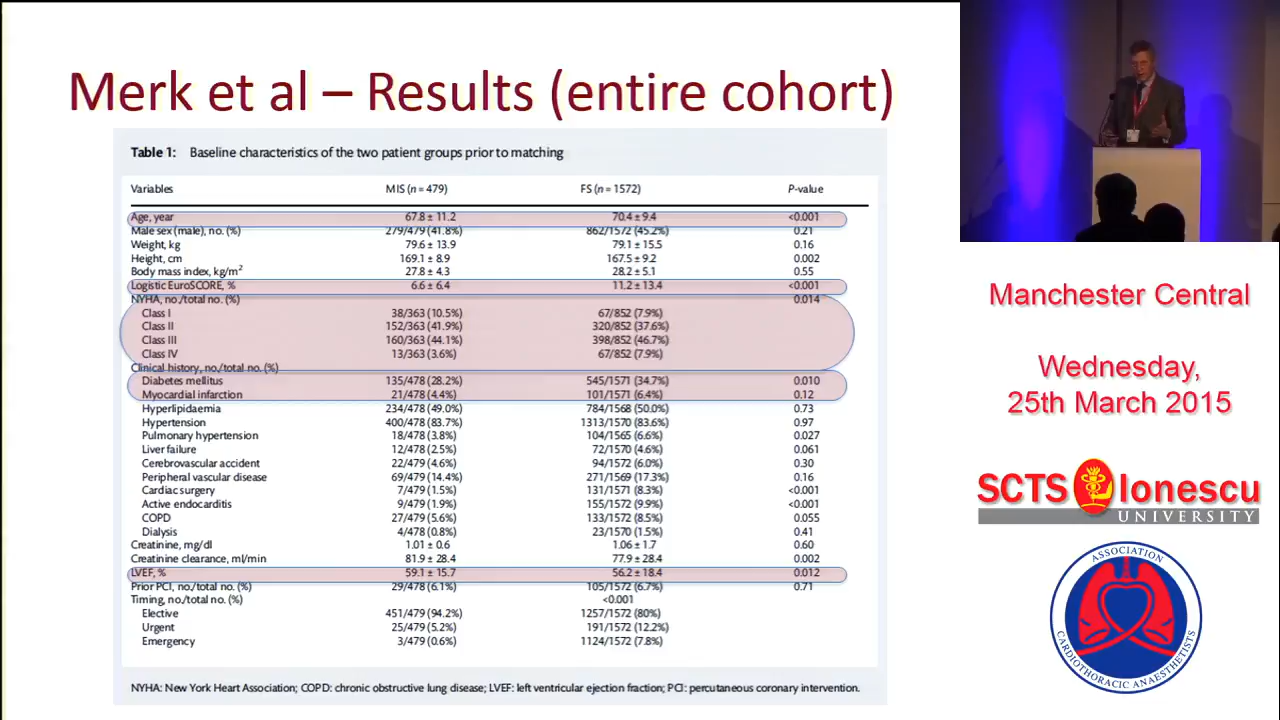 Merk et al – Results (entire cohort)
Table 1: Baseline characteristics of the two patient groups prior to matching
Variables MIS (n = 479) FS (n = 1572) P-value
Age, year 67.8 ± 11.2 70.4 ± 9.4 <0.001
Male sex (male), no. (%) 279/479 (41.8%) 862/1572 (45.2%) 0.21
Weight, kg 79.6 ± 13.9 79.1 ± 15.5 0.16
Height, cm 169.1 ± 8.9 167.5 ± 9.2 0.002
Body mass index, kg/m2 27.8 ± 4.3 28.2 ± 5.1 0.55
Logistic EuroSCORE, % 6.6 ± 6.4 11.2 ± 13.4 <0.001
NYHA, no./total no. (%) 0.014
Class I 38/363 (10.5%) 67/852 (7.9%)
Class II 152/363 (41.9%) 320/852 (37.6%)
Class III 160/363 (44.1%) 398/852 (46.7%)
Class IV 13/363 (3.6%) 67/852 (7.9%)
Clinical history, no./total no. (%)
Diabetes mellitus 135/478 (28.2%) 545/1571 (34.7%) 0.010
Myocardial infarction 21/478 (4.4%) 101/1571 (6.4%) 0.12
Hyperlipidaemia 234/478 (49.0%) 784/1568 (50.0%) 0.73
Hypertension 400/478 (83.7%) 1313/1570 (83.6%) 0.97
Pulmonary hypertension 18/478 (3.8%) 104/1565 (6.6%) 0.027
Liver failure 12/478 (2.5%) 72/1570 (4.6%) 0.061
Cerebrovascular accident 22/479 (4.6%) 94/1572 (6.0%) 0.30
Peripheral vascular disease 69/479 (14.4%) 271/1569 (17.3%) 0.16
Cardiac surgery 7/479 (1.5%) 131/1571 (8.3%) <0.001
Active endocarditis 9/479 (1.9%) 155/1572 (9.9%) <0.001
COPD 27/479 (5.6%) 133/1572 (8.5%) 0.055
Dialysis 4/478 (0.8%) 23/1570 (1.5%) 0.41
Creatinine, mg/dl 1.01 ± 0.6 1.06 ± 1.7 0.60
Creatinine clearance, ml/min 81.9 ± 28.4 77.9 ± 28.4 0.002
LVEF, % 59.1 ± 15.7 56.2 ± 18.4 0.012
Prior PCI, no./total no. (%) 29/478 (6.1%) 105/1572 (6.7%) 0.71
Timing, no./total no. (%) <0.001
Elective 451/479 (94.2%) 1257/1572 (80%)
Urgent 25/479 (5.2%) 191/1572 (12.2%)
Emergency 3/479 (0.6%) 1124/1572 (7.8%)
NYHA: New York Heart Association; COPD: chronic obstructive lung disease; LVEF: left ventricular ejection fraction; PCI: percutaneous coronary intervention.
Manchester Central
Wednesday,
25th March 2015
SCTS Ionescu
UNIVERSITY
ASSOCIATION
CARDIOTHORACIC ANAESTHETISTS